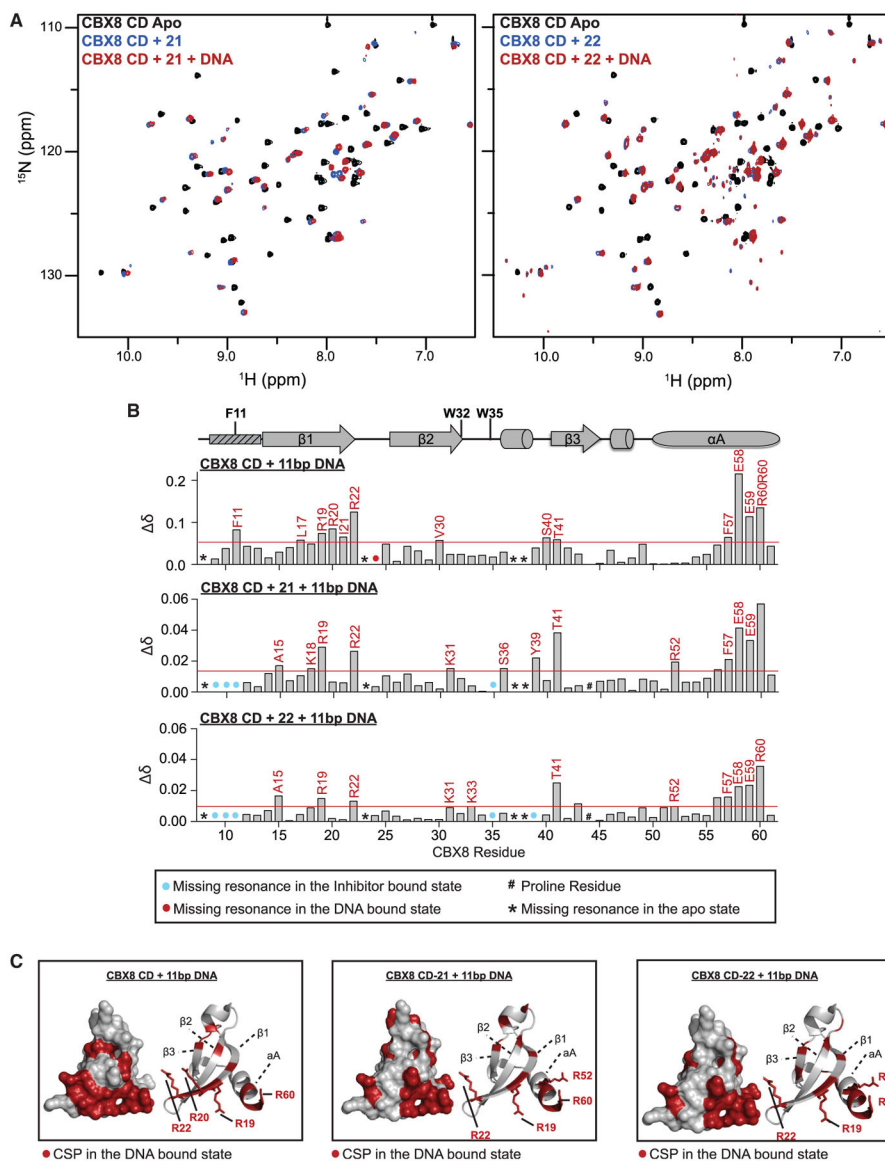 A
CBX8 CD Apo
CBX8 CD + 21
CBX8 CD + 21 + DNA
CBX8 CD Apo
CBX8 CD + 22
CBX8 CD + 22 + DNA
110
120
130
15N (ppm)
10.0 9.0 8.0 7.0
10.0 9.0 8.0 7.0
1H (ppm)
1H (ppm)
B
F11 W32 W35
β1 β2 β3 αA
CBX8 CD + 11bp DNA
0.2
0.1
0.0
Δδ
F11 L17 R19 R20 I21 R22 V30 S40 T41 F57 E58 E59 R60 R60
* * * *
CBX8 CD + 21 + 11bp DNA
0.06
0.04
0.02
0.00
Δδ
A15 K18 R19 R22 K31 S36 Y39 T41 R52 F57 E58 E59
* * * * #
CBX8 CD + 22 + 11bp DNA
0.06
0.04
0.02
0.00
Δδ
A15 R19 R22 K31 K33 T41 R52 F57 E58 E59 R60
* * * * #
10 15 20 25 30 35 40 45 50 55 60
CBX8 Residue
Missing resonance in the Inhibitor bound state
# Proline Residue
Missing resonance in the DNA bound state
* Missing resonance in the apo state
C
CBX8 CD + 11bp DNA
β2 β1
β3 aA
R60
R22 R20 R19
CSP in the DNA bound state
CBX8 CD-21 + 11bp DNA
β2 β1
β3 aA
R52
R60
R22 R19
CSP in the DNA bound state
CBX8 CD-22 + 11bp DNA
β2 β1
β3 aA
R22 R19
CSP in the DNA bound state